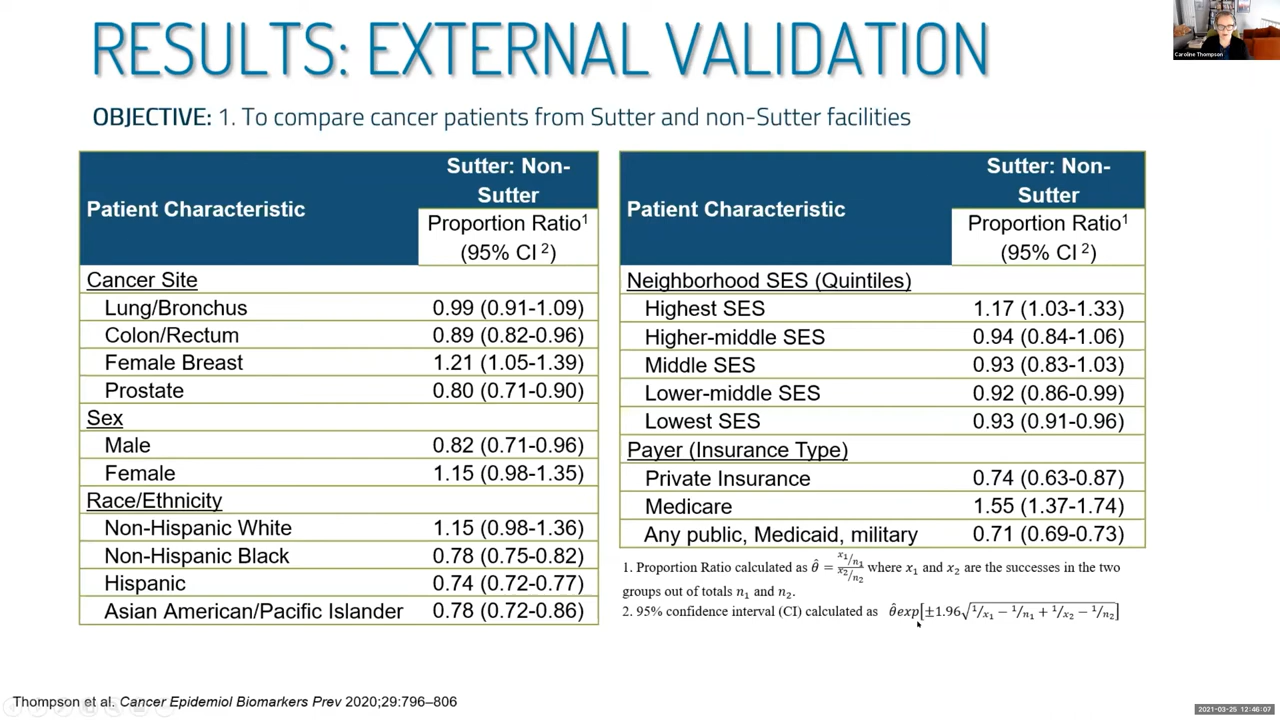 RESULTS: EXTERNAL VALIDATION
Caroline Thompson
OBJECTIVE: 1. To compare cancer patients from Sutter and non-Sutter facilities
Patient Characteristic
Sutter: Non-
Sutter
Proportion Ratio¹
(95% CI ²)
Cancer Site
Lung/Bronchus 0.99 (0.91-1.09)
Colon/Rectum 0.89 (0.82-0.96)
Female Breast 1.21 (1.05-1.39)
Prostate 0.80 (0.71-0.90)
Sex
Male 0.82 (0.71-0.96)
Female 1.15 (0.98-1.35)
Race/Ethnicity
Non-Hispanic White 1.15 (0.98-1.36)
Non-Hispanic Black 0.78 (0.75-0.82)
Hispanic 0.74 (0.72-0.77)
Asian American/Pacific Islander 0.78 (0.72-0.86)
Patient Characteristic
Sutter: Non-
Sutter
Proportion Ratio¹
(95% CI ²)
Neighborhood SES (Quintiles)
Highest SES 1.17 (1.03-1.33)
Higher-middle SES 0.94 (0.84-1.06)
Middle SES 0.93 (0.83-1.03)
Lower-middle SES 0.92 (0.86-0.99)
Lowest SES 0.93 (0.91-0.96)
Payer (Insurance Type)
Private Insurance 0.74 (0.63-0.87)
Medicare 1.55 (1.37-1.74)
Any public, Medicaid, military 0.71 (0.69-0.73)
1. Proportion Ratio calculated as θ̂ = (x₁/n₁)/(x₂/n₂) where x₁ and x₂ are the successes in the two
groups out of totals n₁ and n₂.
2. 95% confidence interval (CI) calculated as θ̂exp[±1.96√(1/x₁ − 1/n₁ + 1/x₂ − 1/n₂)]
Thompson et al. Cancer Epidemiol Biomarkers Prev 2020;29:796–806
2021-03-25 12:46:07